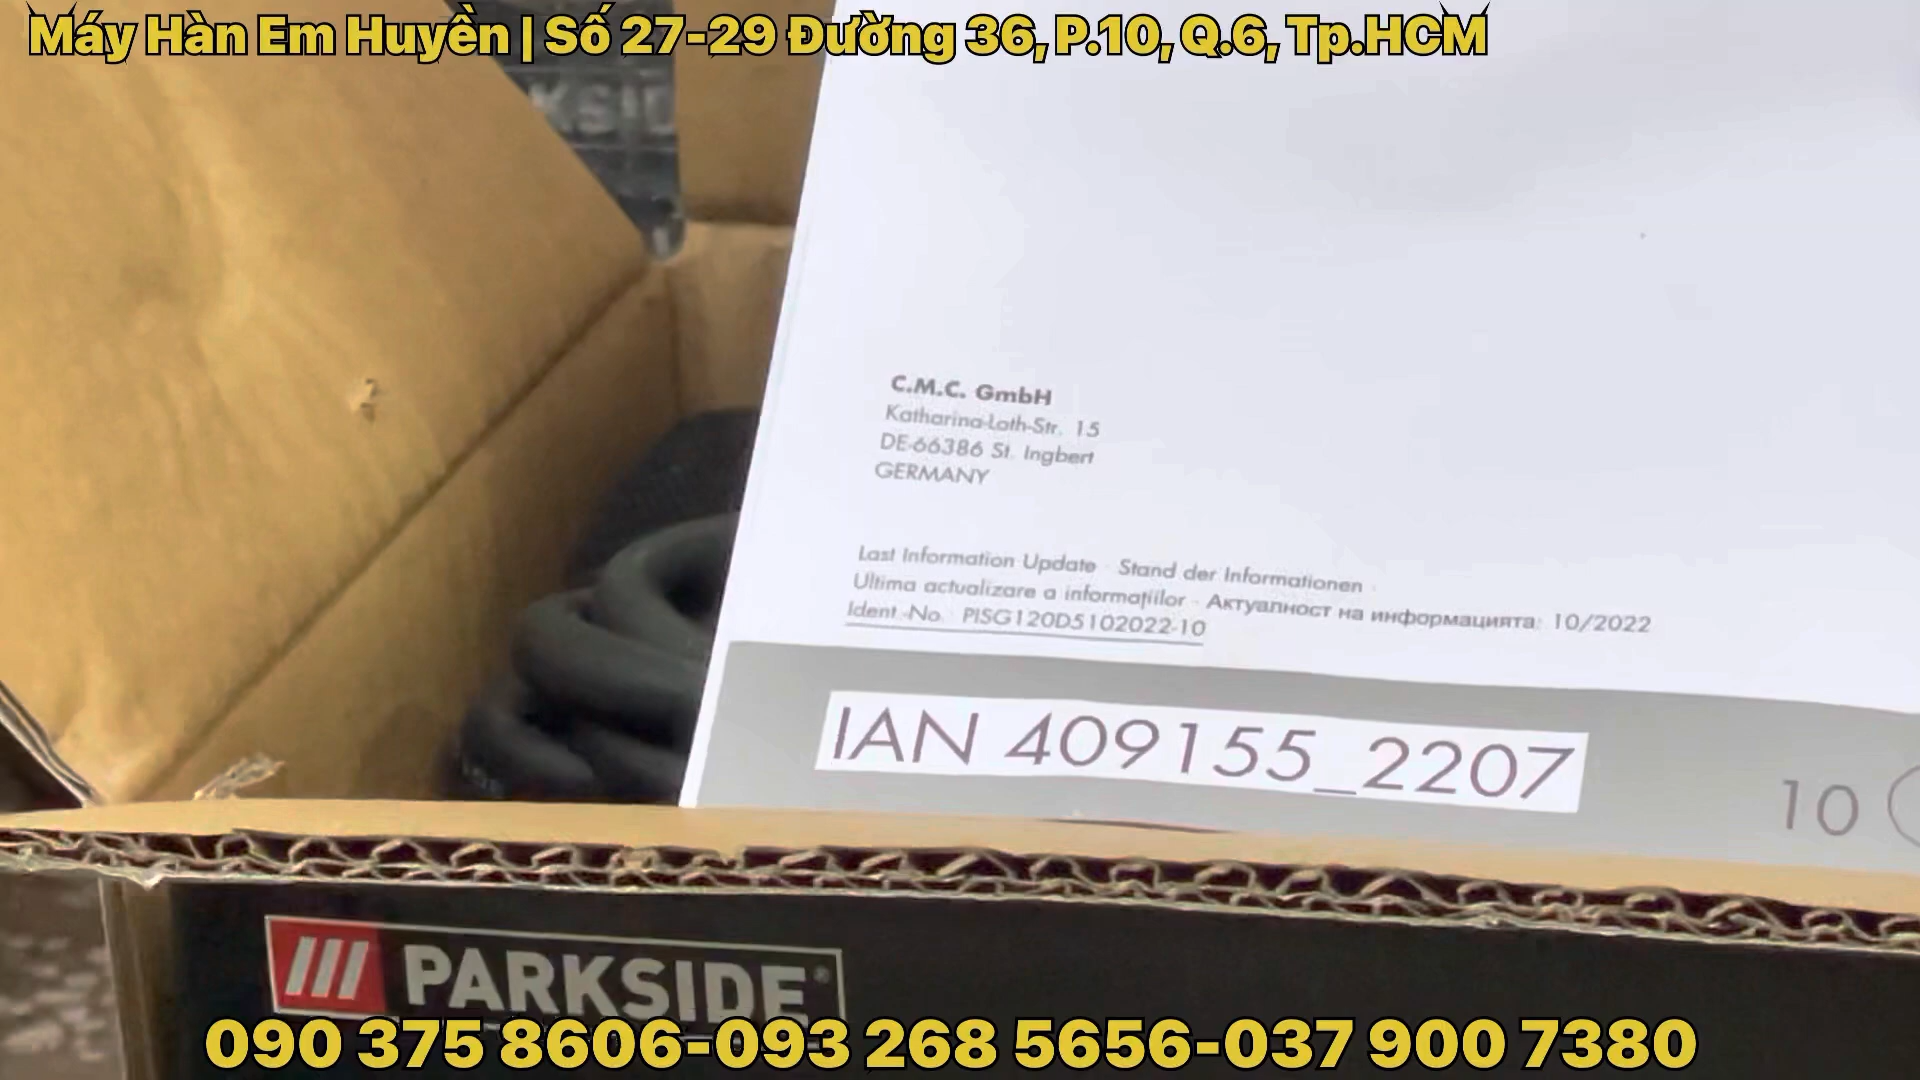 Máy Hàn Em Huyền | Số 27-29 Đường 36, P.10, Q.6, Tp.HCM
KSID
C.M.C. GmbH
Katharina-Loth-Str. 15
DE-66386 St. Ingbert
GERMANY
Last Information Update · Stand der Informationen ·
Ultima actualizare a informațiilor · Актуалност на информацията: 10/2022
Ident.-No.: PISG120D5102022-10
IAN 409155_2207
10
PARKSIDE®
090 375 8606-093 268 5656-037 900 7380